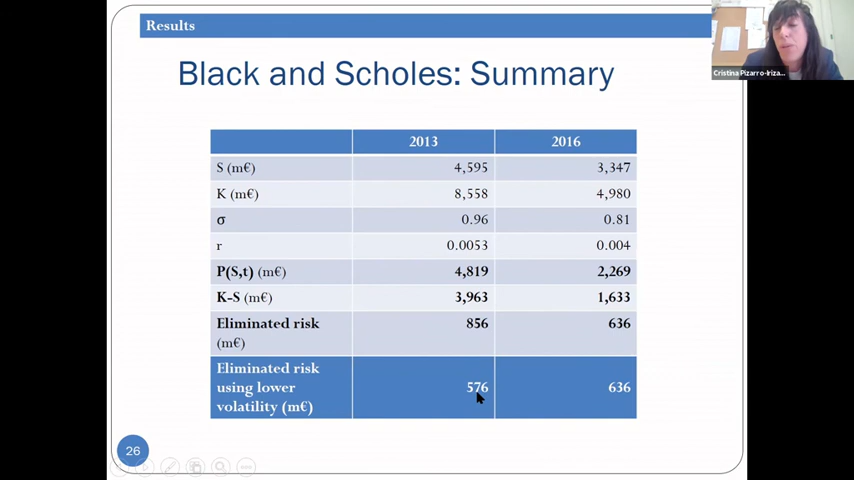 Results
Cristina Pizarro-Iriza...
Black and Scholes: Summary
2013 2016
S (m€) 4,595 3,347
K (m€) 8,558 4,980
σ 0.96 0.81
r 0.0053 0.004
P(S,t) (m€) 4,819 2,269
K-S (m€) 3,963 1,633
Eliminated risk 856 636
(m€)
Eliminated risk
using lower 576 636
volatility (m€)
26